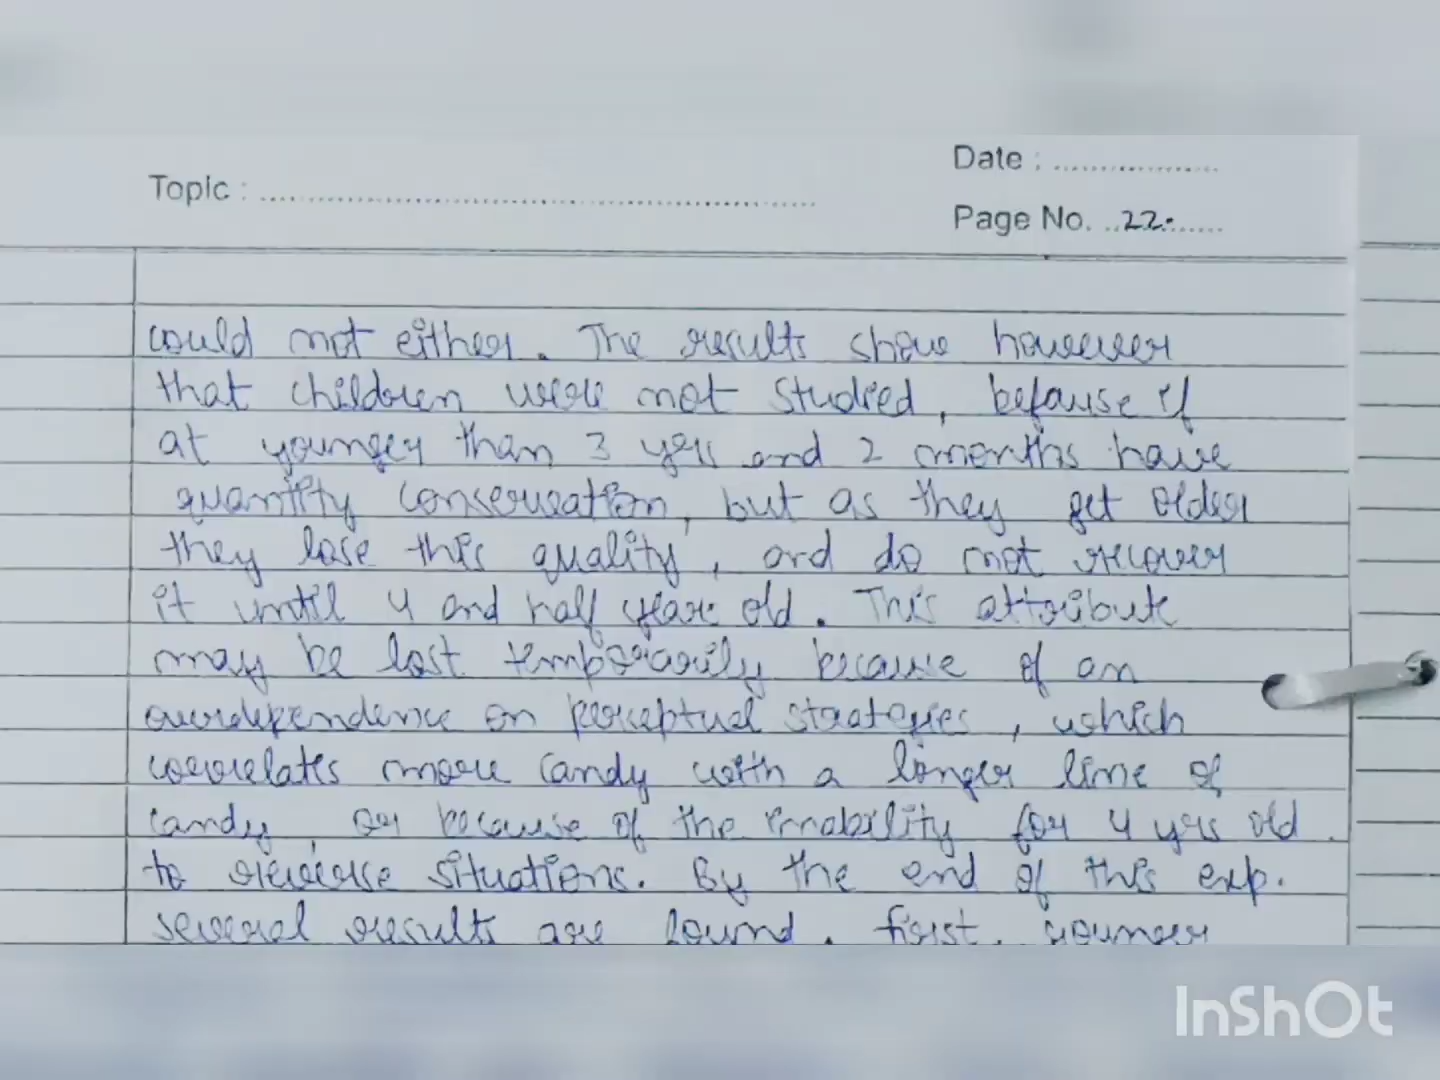 Date : ....................
Topic : ............................................................
Page No. ..22.......
could not either. The results show however
that children were not studied, befause if
at younger than 3 yrs and 2 months have
quantity conservation, but as they get older
they lose this quality, and do not recover
it until 4 and half year old. This attribute
may be lost temporarily because of an
overdependence on perceptual strategies, which
correlates more candy with a longer line of
candy, or because of the inability for 4 yrs old
to reverse situations. By the end of this exp.
several results are found. first, younger
InShOt